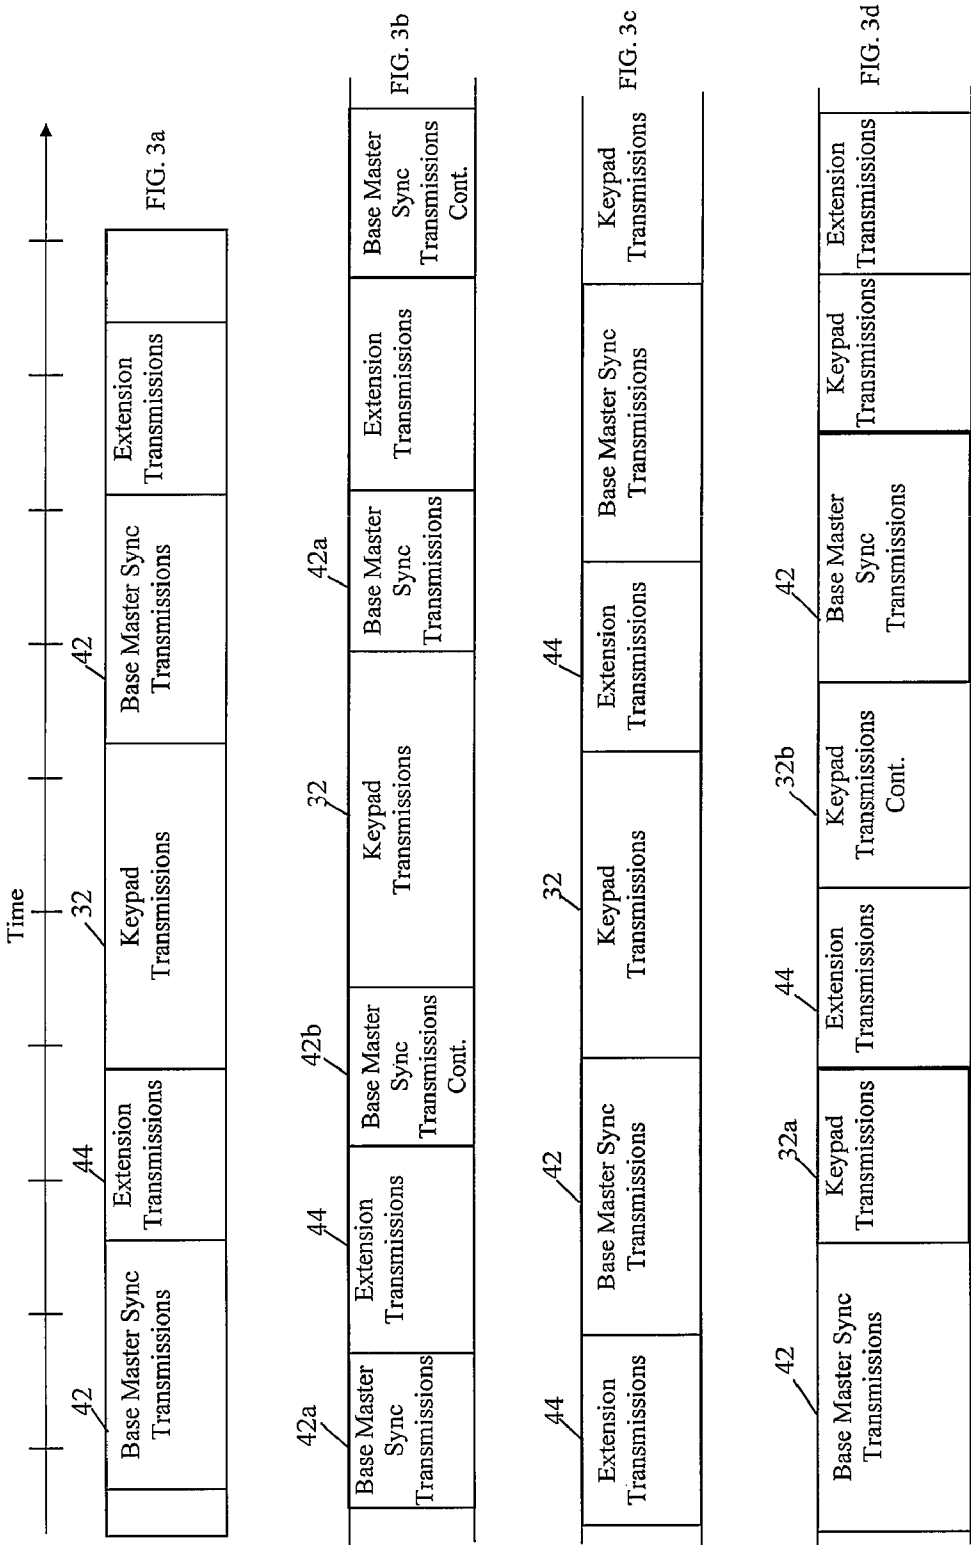 Time
42
44
32
42
Base Master Sync
Transmissions
Extension
Transmissions
Keypad
Transmissions
Base Master Sync
Transmissions
Extension
Transmissions
FIG. 3a
42a
44
42b
32
42a
Base Master
Sync
Transmissions
Extension
Transmissions
Base Master
Sync
Transmissions
Cont.
Keypad
Transmissions
Base Master
Sync
Transmissions
Extension
Transmissions
Base Master
Sync
Transmissions
Cont.
FIG. 3b
44
42
32
44
Extension
Transmissions
Base Master Sync
Transmissions
Keypad
Transmissions
Extension
Transmissions
Base Master Sync
Transmissions
Keypad
Transmissions
FIG. 3c
42
32a
44
32b
42
Base Master Sync
Transmissions
Keypad
Transmissions
Extension
Transmissions
Keypad
Transmissions
Cont.
Base Master
Sync
Transmissions
Keypad
Transmissions
Extension
Transmissions
FIG. 3d